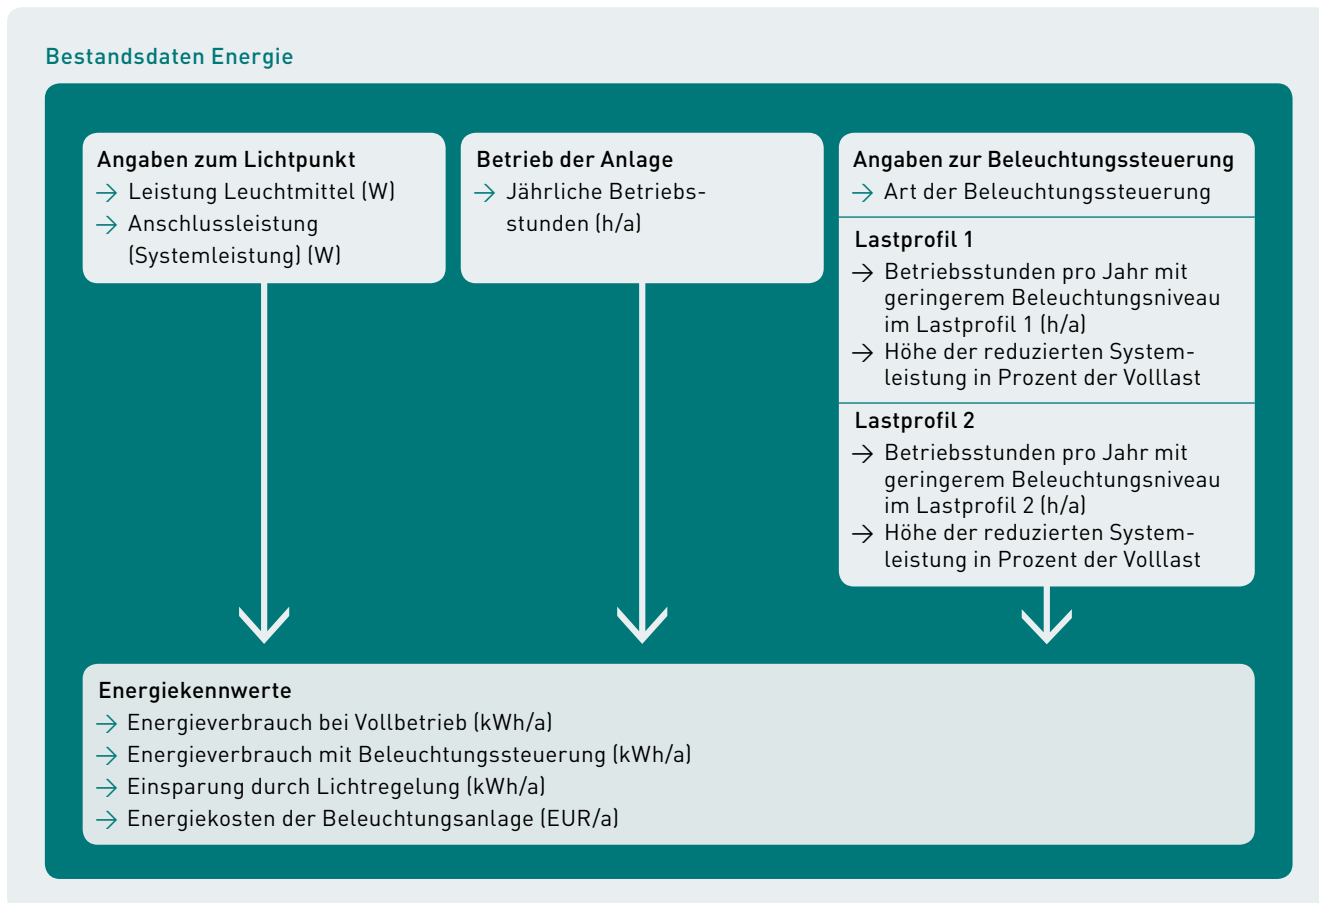 Bestandsdaten Energie
Angaben zum Lichtpunkt
→ Leistung Leuchtmittel (W)
→ Anschlussleistung
(Systemleistung) (W)
Betrieb der Anlage
→ Jährliche Betriebs-
stunden (h/a)
Angaben zur Beleuchtungssteuerung
→ Art der Beleuchtungssteuerung
Lastprofil 1
→ Betriebsstunden pro Jahr mit
geringerem Beleuchtungsniveau
im Lastprofil 1 (h/a)
→ Höhe der reduzierten System-
leistung in Prozent der Volllast
Lastprofil 2
→ Betriebsstunden pro Jahr mit
geringerem Beleuchtungsniveau
im Lastprofil 2 (h/a)
→ Höhe der reduzierten System-
leistung in Prozent der Volllast
Energiekennwerte
→ Energieverbrauch bei Vollbetrieb (kWh/a)
→ Energieverbrauch mit Beleuchtungssteuerung (kWh/a)
→ Einsparung durch Lichtregelung (kWh/a)
→ Energiekosten der Beleuchtungsanlage (EUR/a)